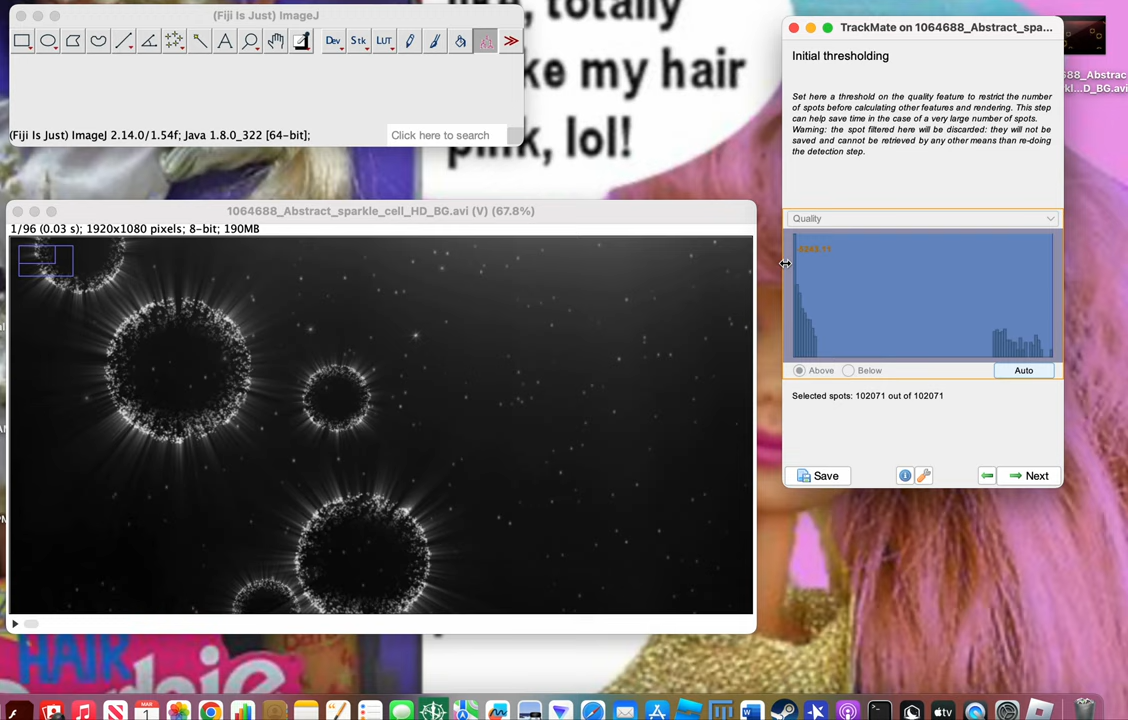 like, totally
(Fiji Is Just) ImageJ
Dev
Stk
LUT
ke my hair
(Fiji Is Just) ImageJ 2.14.0/1.54f; Java 1.8.0_322 [64-bit];
Click here to search
pink, lol!
1064688_Abstract_sparkle_cell_HD_BG.avi (V) (67.8%)
1/96 (0.03 s); 1920x1080 pixels; 8-bit; 190MB
TrackMate on 1064688_Abstract_spa...
Initial thresholding
Set here a threshold on the quality feature to restrict the number
of spots before calculating other features and rendering. This step
can help save time in the case of a very large number of spots.
Warning: the spot filtered here will be discarded: they will not be
saved and cannot be retrieved by any other means than re-doing
the detection step.
Quality
Above
Below
Auto
Selected spots: 102071 out of 102071
Save
Next
88_Abstrac
kl...D_BG.avi
HAIR
tv